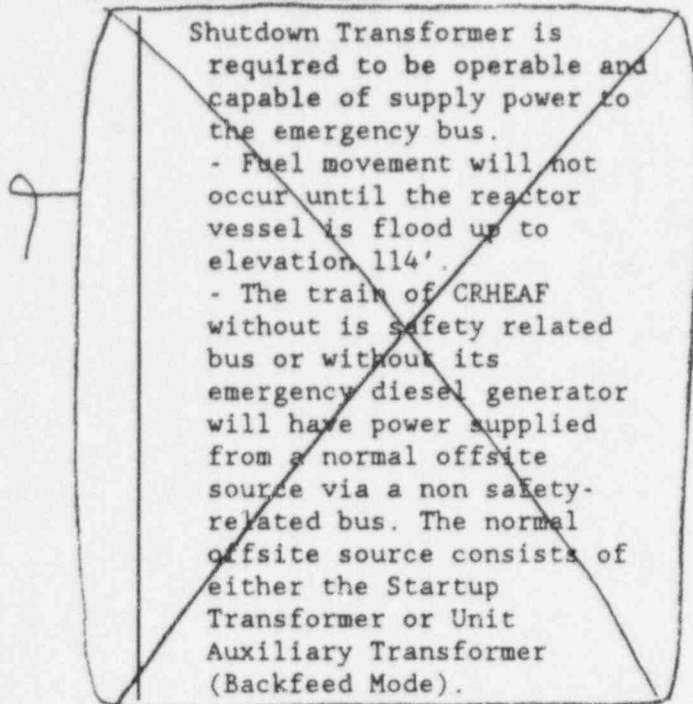 Shutdown Transformer is
required to be operable and
capable of supply power to
the emergency bus.
- Fuel movement will not
occur until the reactor
vessel is flood up to
elevation 114'.
- The train of CRHEAF
without is safety related
bus or without its
emergency diesel generator
will have power supplied
from a normal offsite
source via a non safety-
related bus. The normal
offsite source consists of
either the Startup
Transformer or Unit
Auxiliary Transformer
(Backfeed Mode).